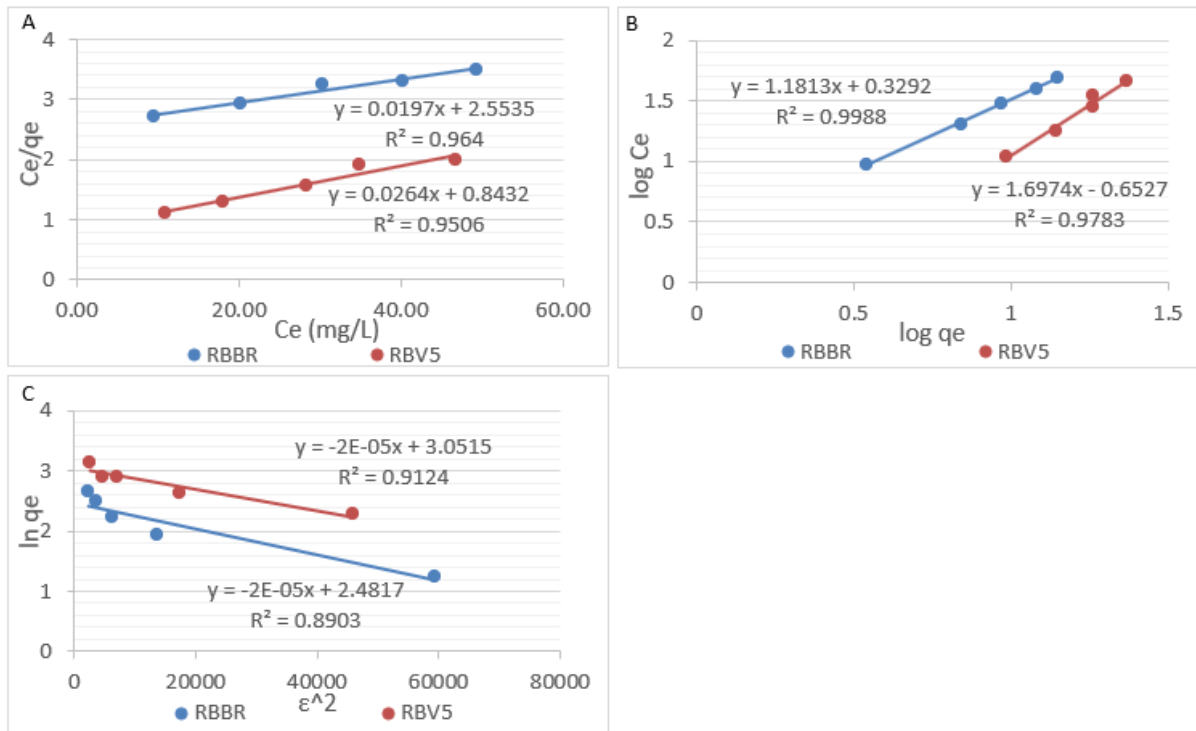 A
Ce/qe
4
3
2
1
0
y = 0.0197x + 2.5535
R² = 0.964
y = 0.0264x + 0.8432
R² = 0.9506
0.00 20.00 40.00 60.00
Ce (mg/L)
RBBR RBV5
B
log Ce
2
1.5
1
0.5
0
y = 1.1813x + 0.3292
R² = 0.9988
y = 1.6974x - 0.6527
R² = 0.9783
0 0.5 1 1.5
log qe
RBBR RBV5
C
ln qe
4
3
2
1
0
y = -2E-05x + 3.0515
R² = 0.9124
y = -2E-05x + 2.4817
R² = 0.8903
0 20000 40000 60000 80000
ε^2
RBBR RBV5